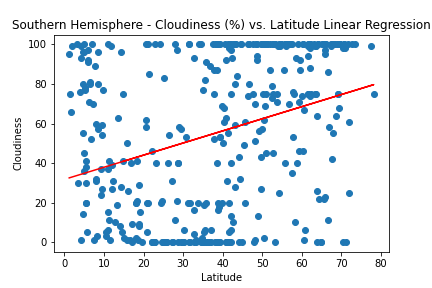 Southern Hemisphere - Cloudiness (%) vs. Latitude Linear Regression
100
80
60
40
20
0
Cloudiness
0 10 20 30 40 50 60 70 80
Latitude